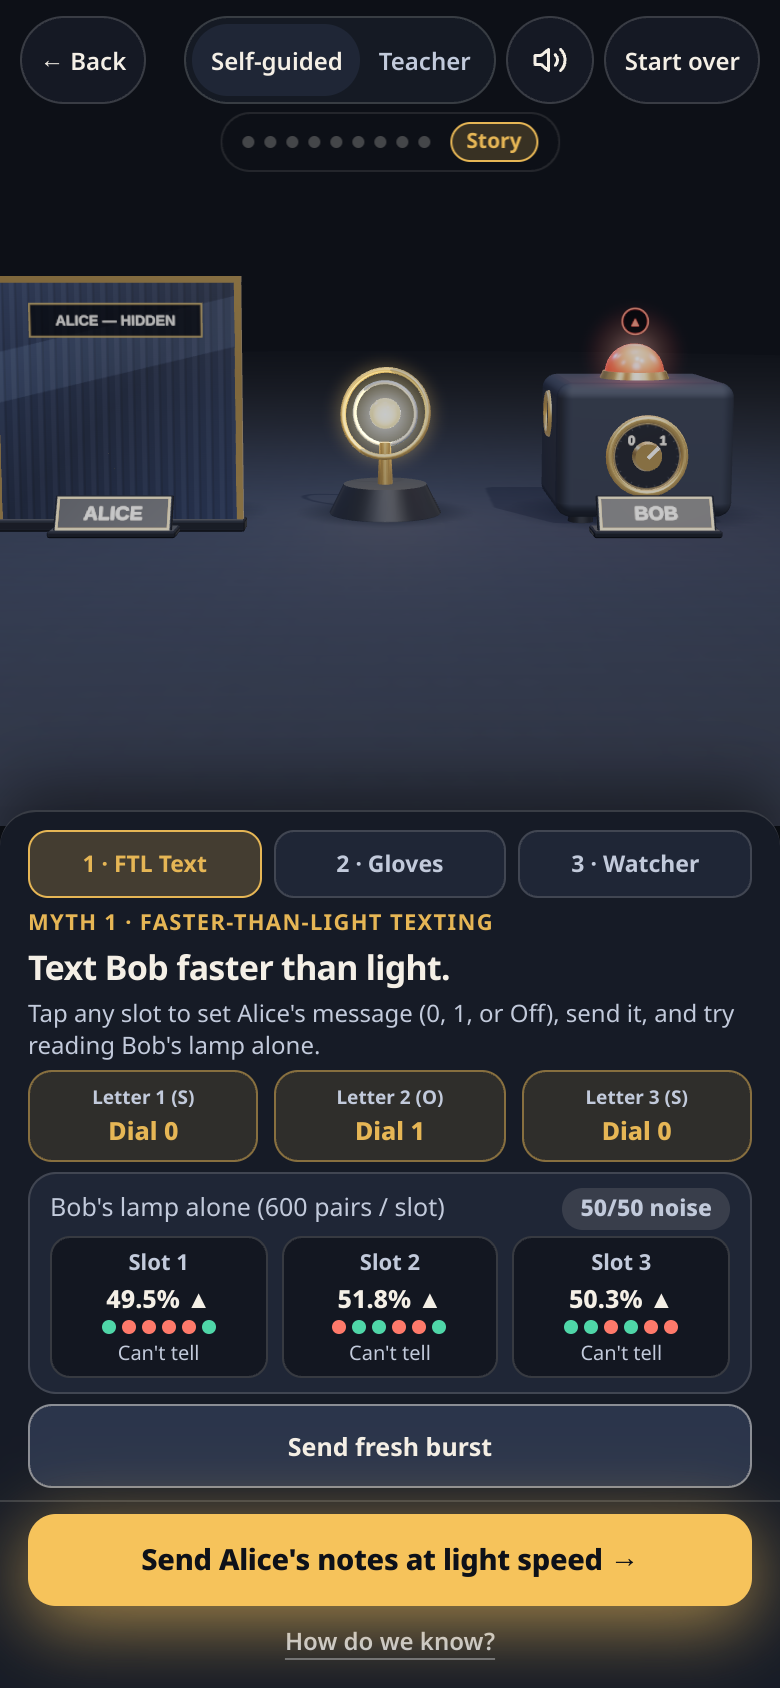 ← Back
Self-guided
Teacher
Start over
Story
ALICE — HIDDEN
▲
0 1
ALICE
BOB
1 · FTL Text
2 · Gloves
3 · Watcher
MYTH 1 · FASTER-THAN-LIGHT TEXTING
Text Bob faster than light.
Tap any slot to set Alice's message (0, 1, or Off), send it, and try
reading Bob's lamp alone.
Letter 1 (S)
Dial 0
Letter 2 (O)
Dial 1
Letter 3 (S)
Dial 0
Bob's lamp alone (600 pairs / slot)
50/50 noise
Slot 1
49.5% ▲
Can't tell
Slot 2
51.8% ▲
Can't tell
Slot 3
50.3% ▲
Can't tell
Send fresh burst
Send Alice's notes at light speed →
How do we know?